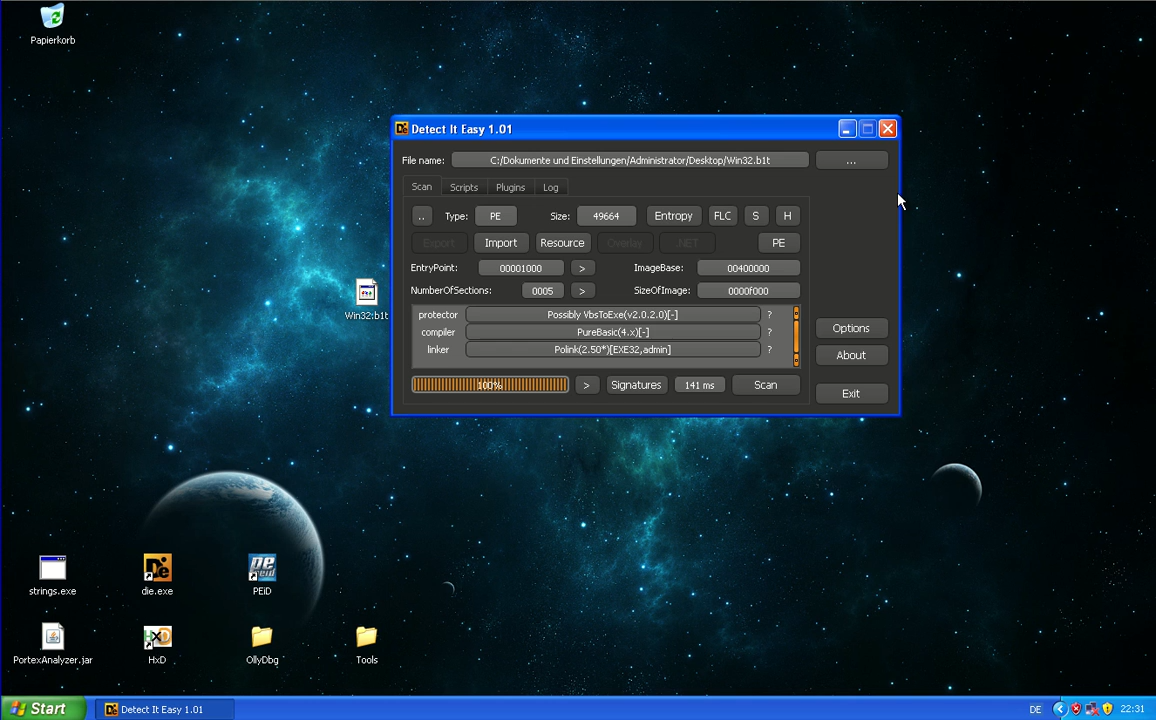 Papierkorb
Detect It Easy 1.01
File name: C:/Dokumente und Einstellungen/Administrator/Desktop/Win32.b1t ...
Scan Scripts Plugins Log
.. Type: PE Size: 49664 Entropy FLC S H
Export Import Resource Overlay .NET PE
EntryPoint: 00001000 > ImageBase: 00400000
NumberOfSections: 0005 > SizeOfImage: 0000f000
protector Possibly VbsToExe(v2.0.2.0)[-] ?
compiler PureBasic(4.x)[-] ?
linker Polink(2.50*)[EXE32,admin] ?
100% > Signatures 141 ms Scan
Options
About
Exit
Win32.b1t
strings.exe die.exe PEiD
PortexAnalyzer.jar HxD OllyDbg Tools
Start Detect It Easy 1.01 DE 22:31